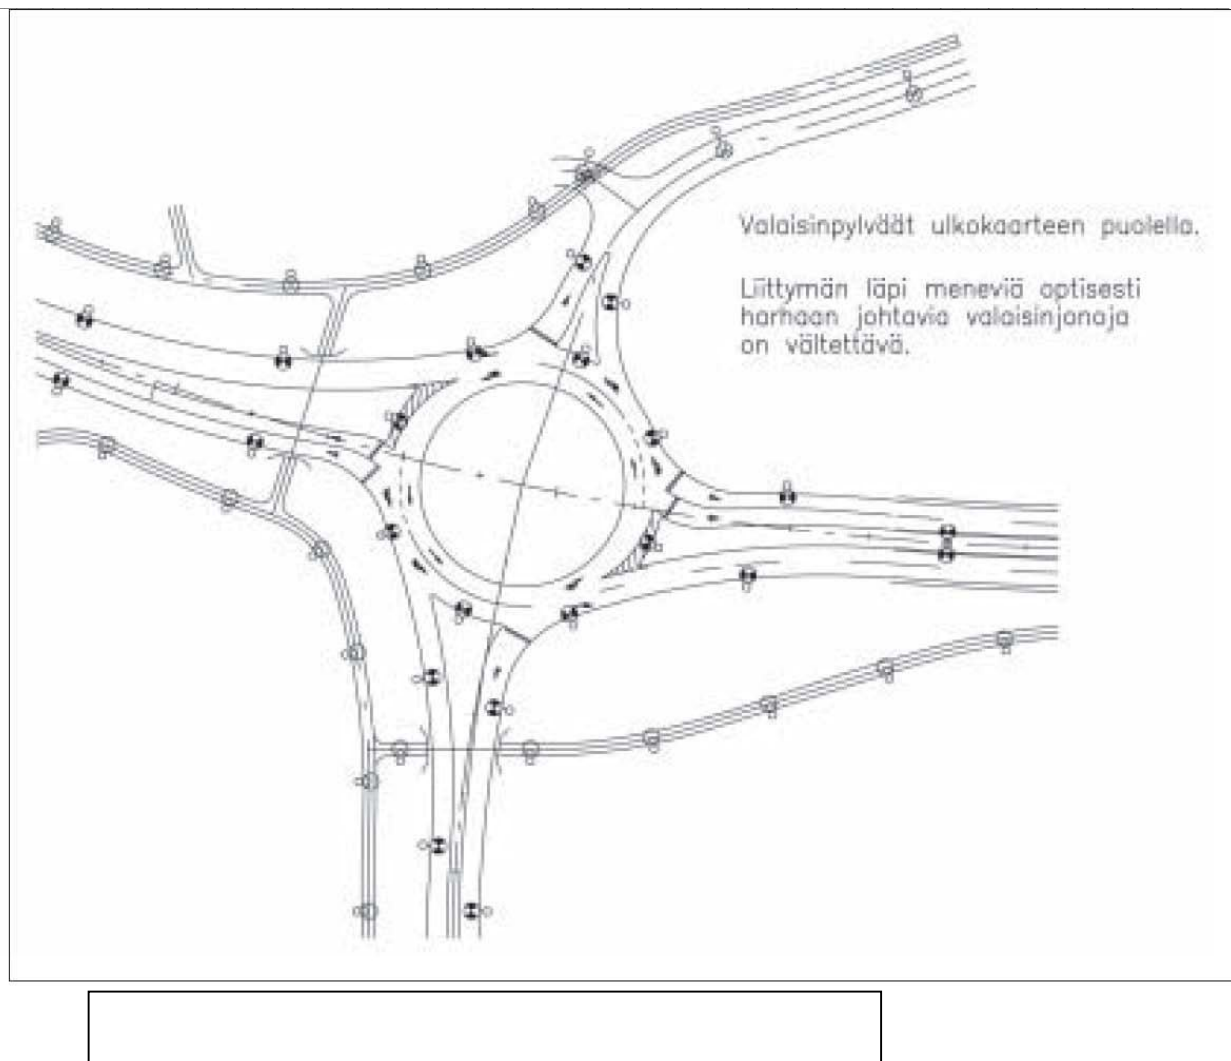 Valaisinpylväät ulkokaarteen puolella.
Liittymän läpi meneviä optisesti
harhaan johtavia valaisinjonoja
on vältettävä.